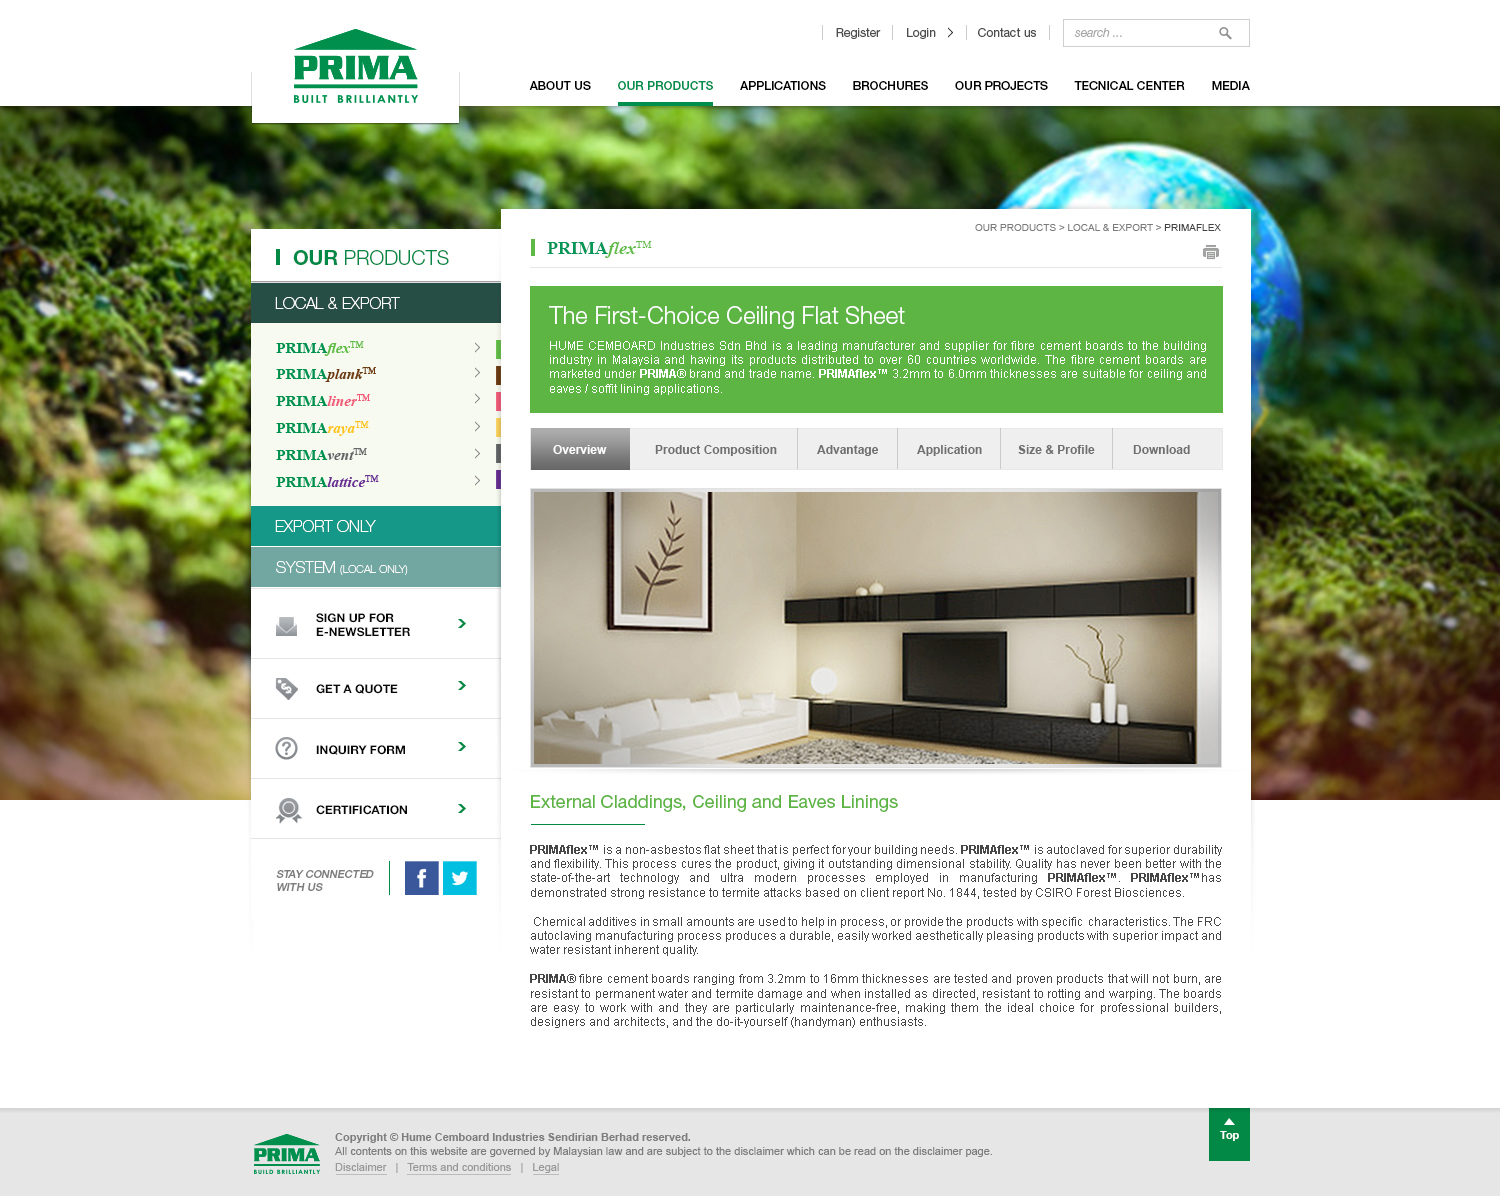 PRIMA
BUILT BRILLIANTLY
Register
Login
Contact us
search ...
ABOUT US
OUR PRODUCTS
APPLICATIONS
BROCHURES
OUR PROJECTS
TECNICAL CENTER
MEDIA
OUR PRODUCTS
LOCAL & EXPORT
PRIMAflex™
PRIMAplank™
PRIMAliner™
PRIMAraya™
PRIMAvent™
PRIMAlattice™
EXPORT ONLY
SYSTEM (LOCAL ONLY)
SIGN UP FOR
E-NEWSLETTER
GET A QUOTE
INQUIRY FORM
CERTIFICATION
STAY CONNECTED
WITH US
OUR PRODUCTS > LOCAL & EXPORT > PRIMAFLEX
PRIMAflex™
The First-Choice Ceiling Flat Sheet
HUME CEMBOARD Industries Sdn Bhd is a leading manufacturer and supplier for fibre cement boards to the building
industry in Malaysia and having its products distributed to over 60 countries worldwide. The fibre cement boards are
marketed under PRIMA® brand and trade name. PRIMAflex™ 3.2mm to 6.0mm thicknesses are suitable for ceiling and
eaves / soffit lining applications.
Overview
Product Composition
Advantage
Application
Size & Profile
Download
External Claddings, Ceiling and Eaves Linings
PRIMAflex™ is a non-asbestos flat sheet that is perfect for your building needs. PRIMAflex™ is autoclaved for superior durability
and flexibility. This process cures the product, giving it outstanding dimensional stability. Quality has never been better with the
state-of-the-art technology and ultra modern processes employed in manufacturing PRIMAflex™. PRIMAflex™has
demonstrated strong resistance to termite attacks based on client report No. 1844, tested by CSIRO Forest Biosciences.
Chemical additives in small amounts are used to help in process, or provide the products with specific characteristics. The FRC
autoclaving manufacturing process produces a durable, easily worked aesthetically pleasing products with superior impact and
water resistant inherent quality.
PRIMA® fibre cement boards ranging from 3.2mm to 16mm thicknesses are tested and proven products that will not burn, are
resistant to permanent water and termite damage and when installed as directed, resistant to rotting and warping. The boards
are easy to work with and they are particularly maintenance-free, making them the ideal choice for professional builders,
designers and architects, and the do-it-yourself (handyman) enthusiasts.
PRIMA
BUILD BRILLIANTLY
Copyright © Hume Cemboard Industries Sendirian Berhad reserved.
All contents on this website are governed by Malaysian law and are subject to the disclaimer which can be read on the disclaimer page.
Disclaimer | Terms and conditions | Legal
Top